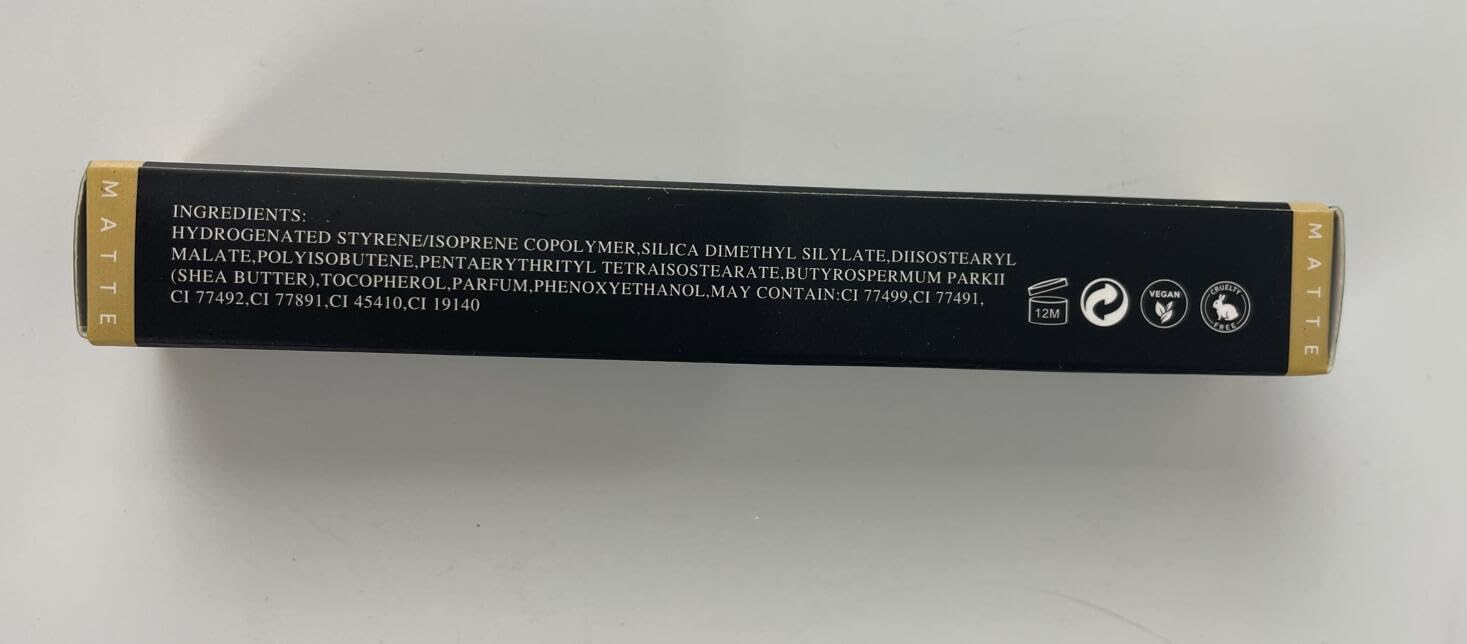 MATTE
INGREDIENTS:
HYDROGENATED STYRENE/ISOPRENE COPOLYMER,SILICA DIMETHYL SILYLATE,DIISOSTEARYL
MALATE,POLYISOBUTENE,PENTAERYTHRITYL TETRAISOSTEARATE,BUTYROSPERMUM PARKII
(SHEA BUTTER),TOCOPHEROL,PARFUM,PHENOXYETHANOL,MAY CONTAIN:CI 77499,CI 77491,
CI 77492,CI 77891,CI 45410,CI 19140
12M
VEGAN
CRUELTY
FREE
MATTE